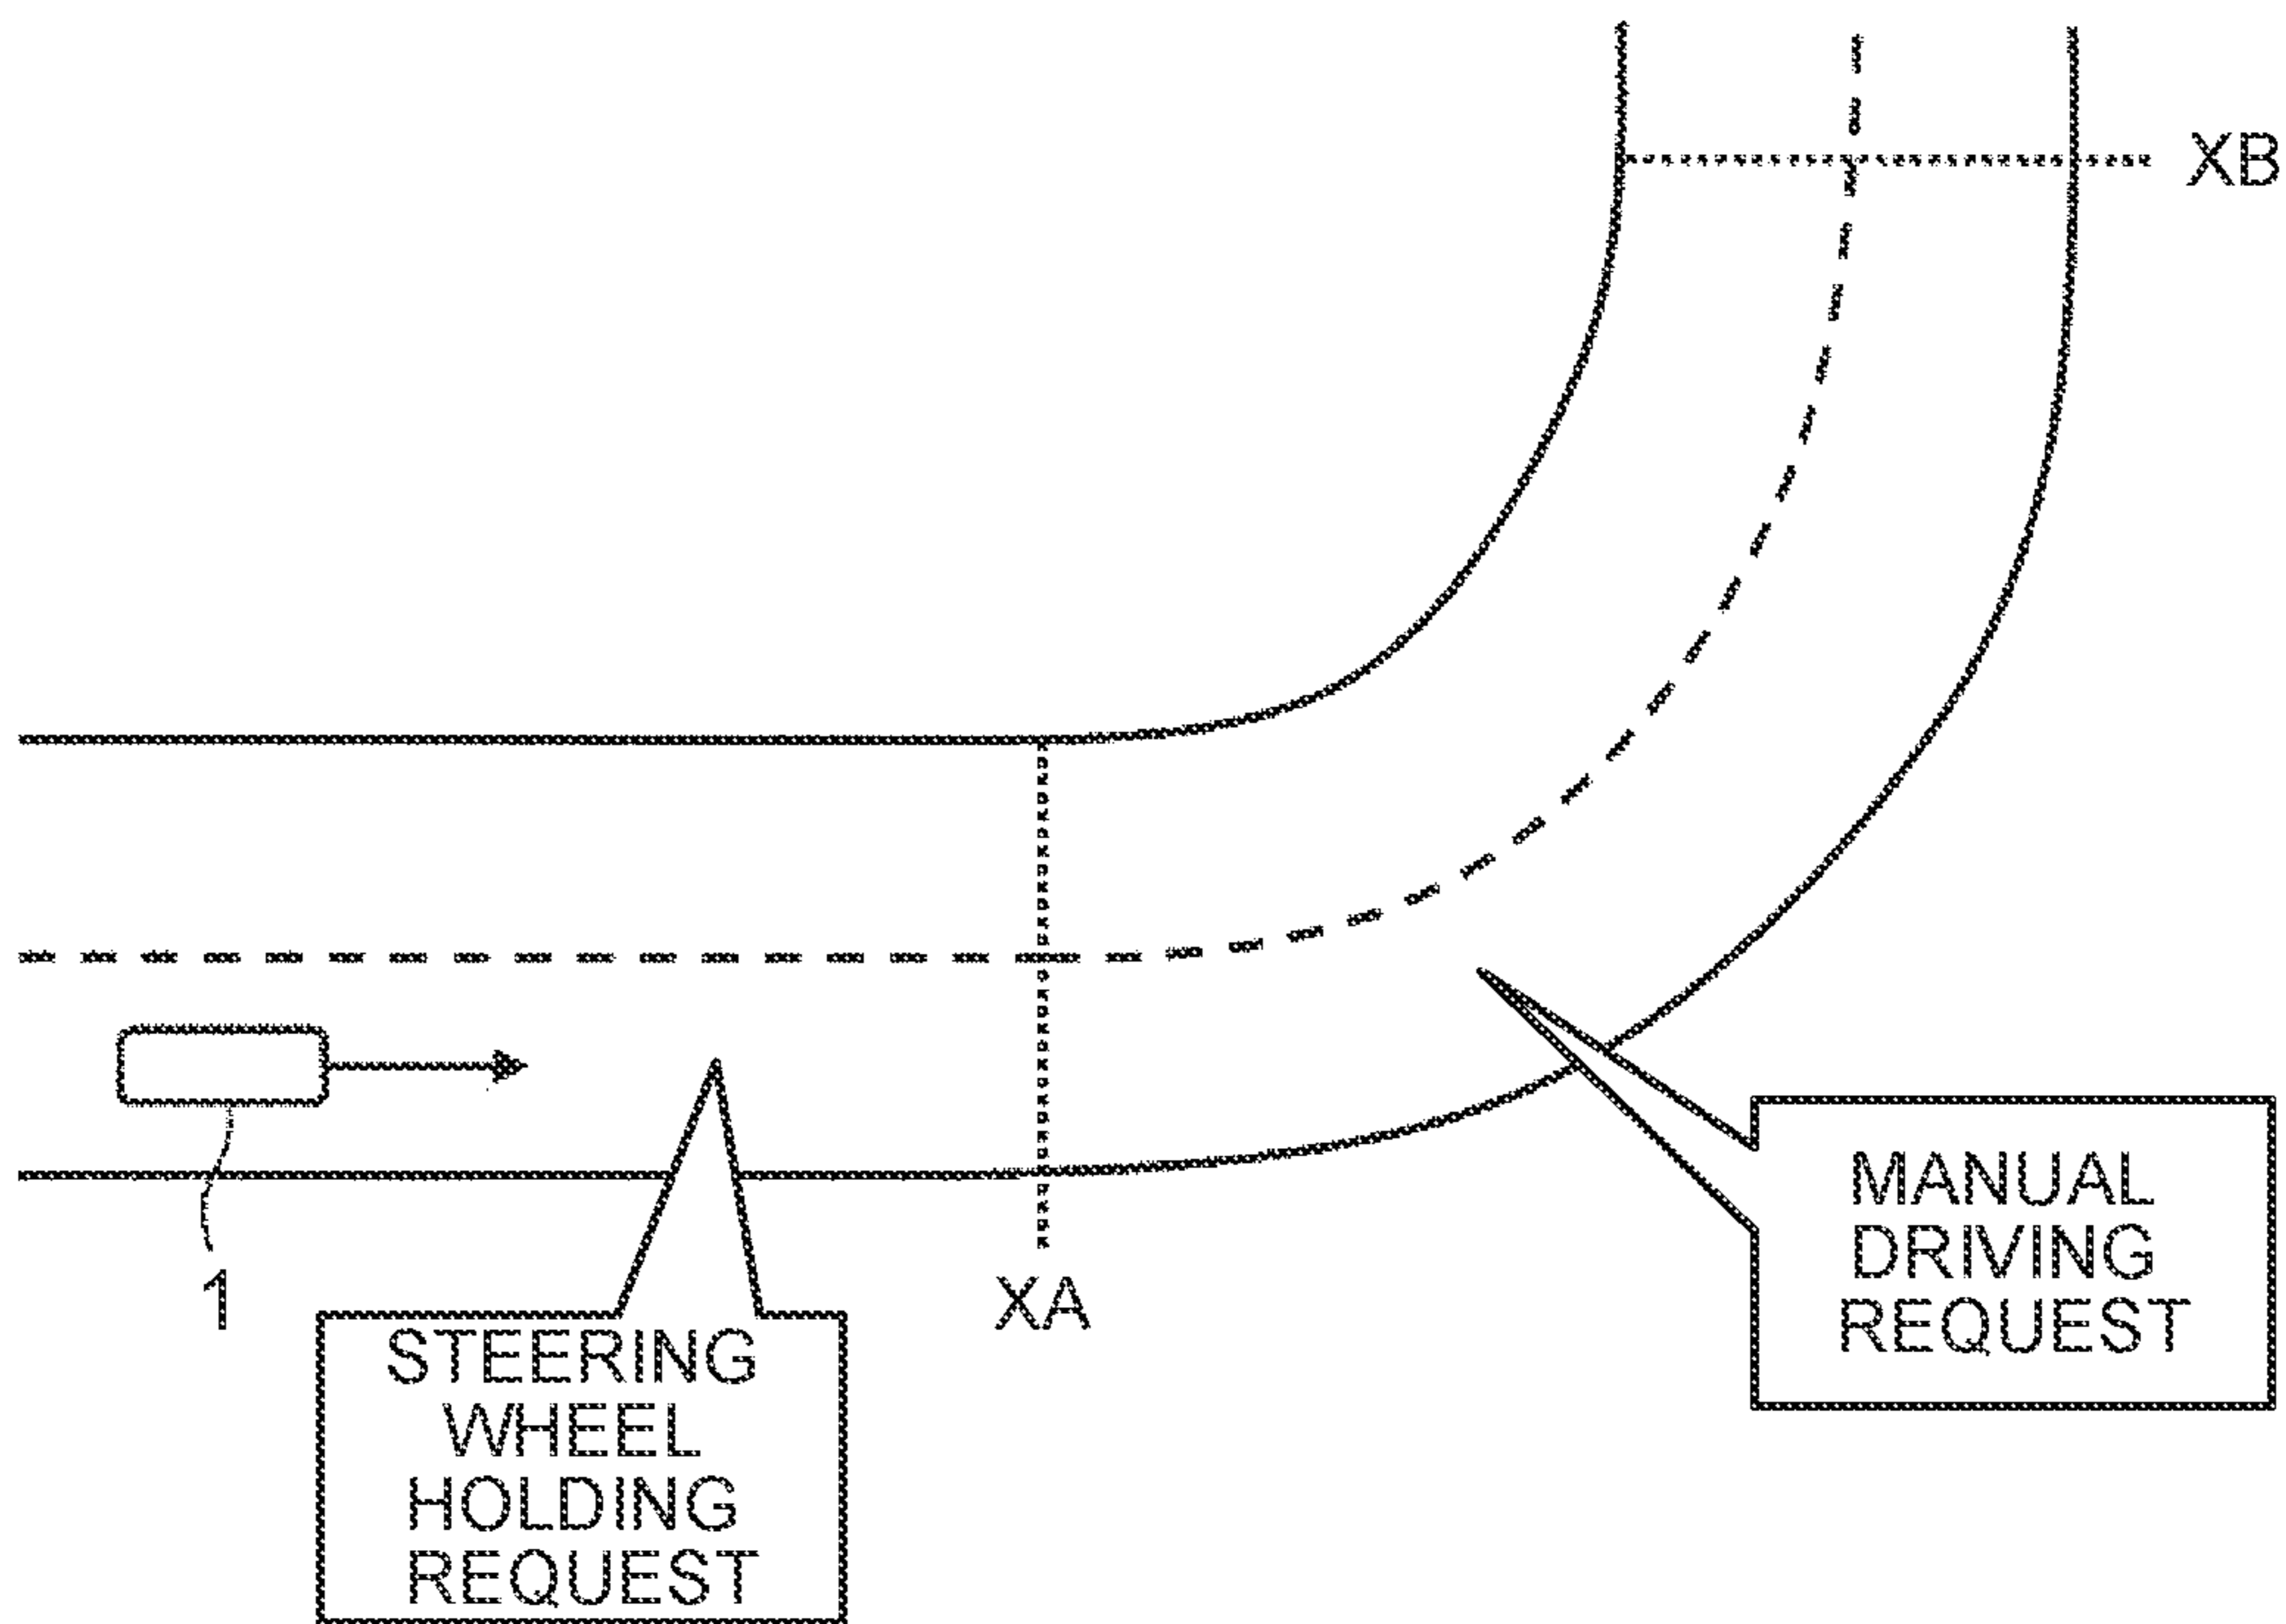 XB
1
XA
STEERING
WHEEL
HOLDING
REQUEST
MANUAL
DRIVING
REQUEST